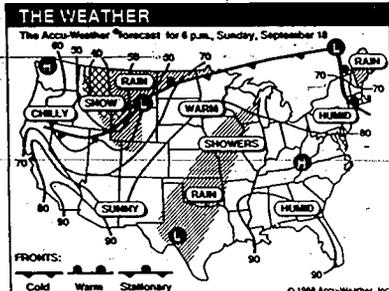 THE WEATHER
The Accu-Weather® forecast for 6 p.m., Sunday, September 18
60 50 40 50 60 70
H
L
RAIN
RAIN
70
70
SNOW
L
WARM
CHILLY
HUMID
80
SHOWERS
70
H
RAIN
SUNNY
HUMID
80
90
L
90
90
90
FRONTS:
Cold Warm Stationary
Accu-Weather, Inc.